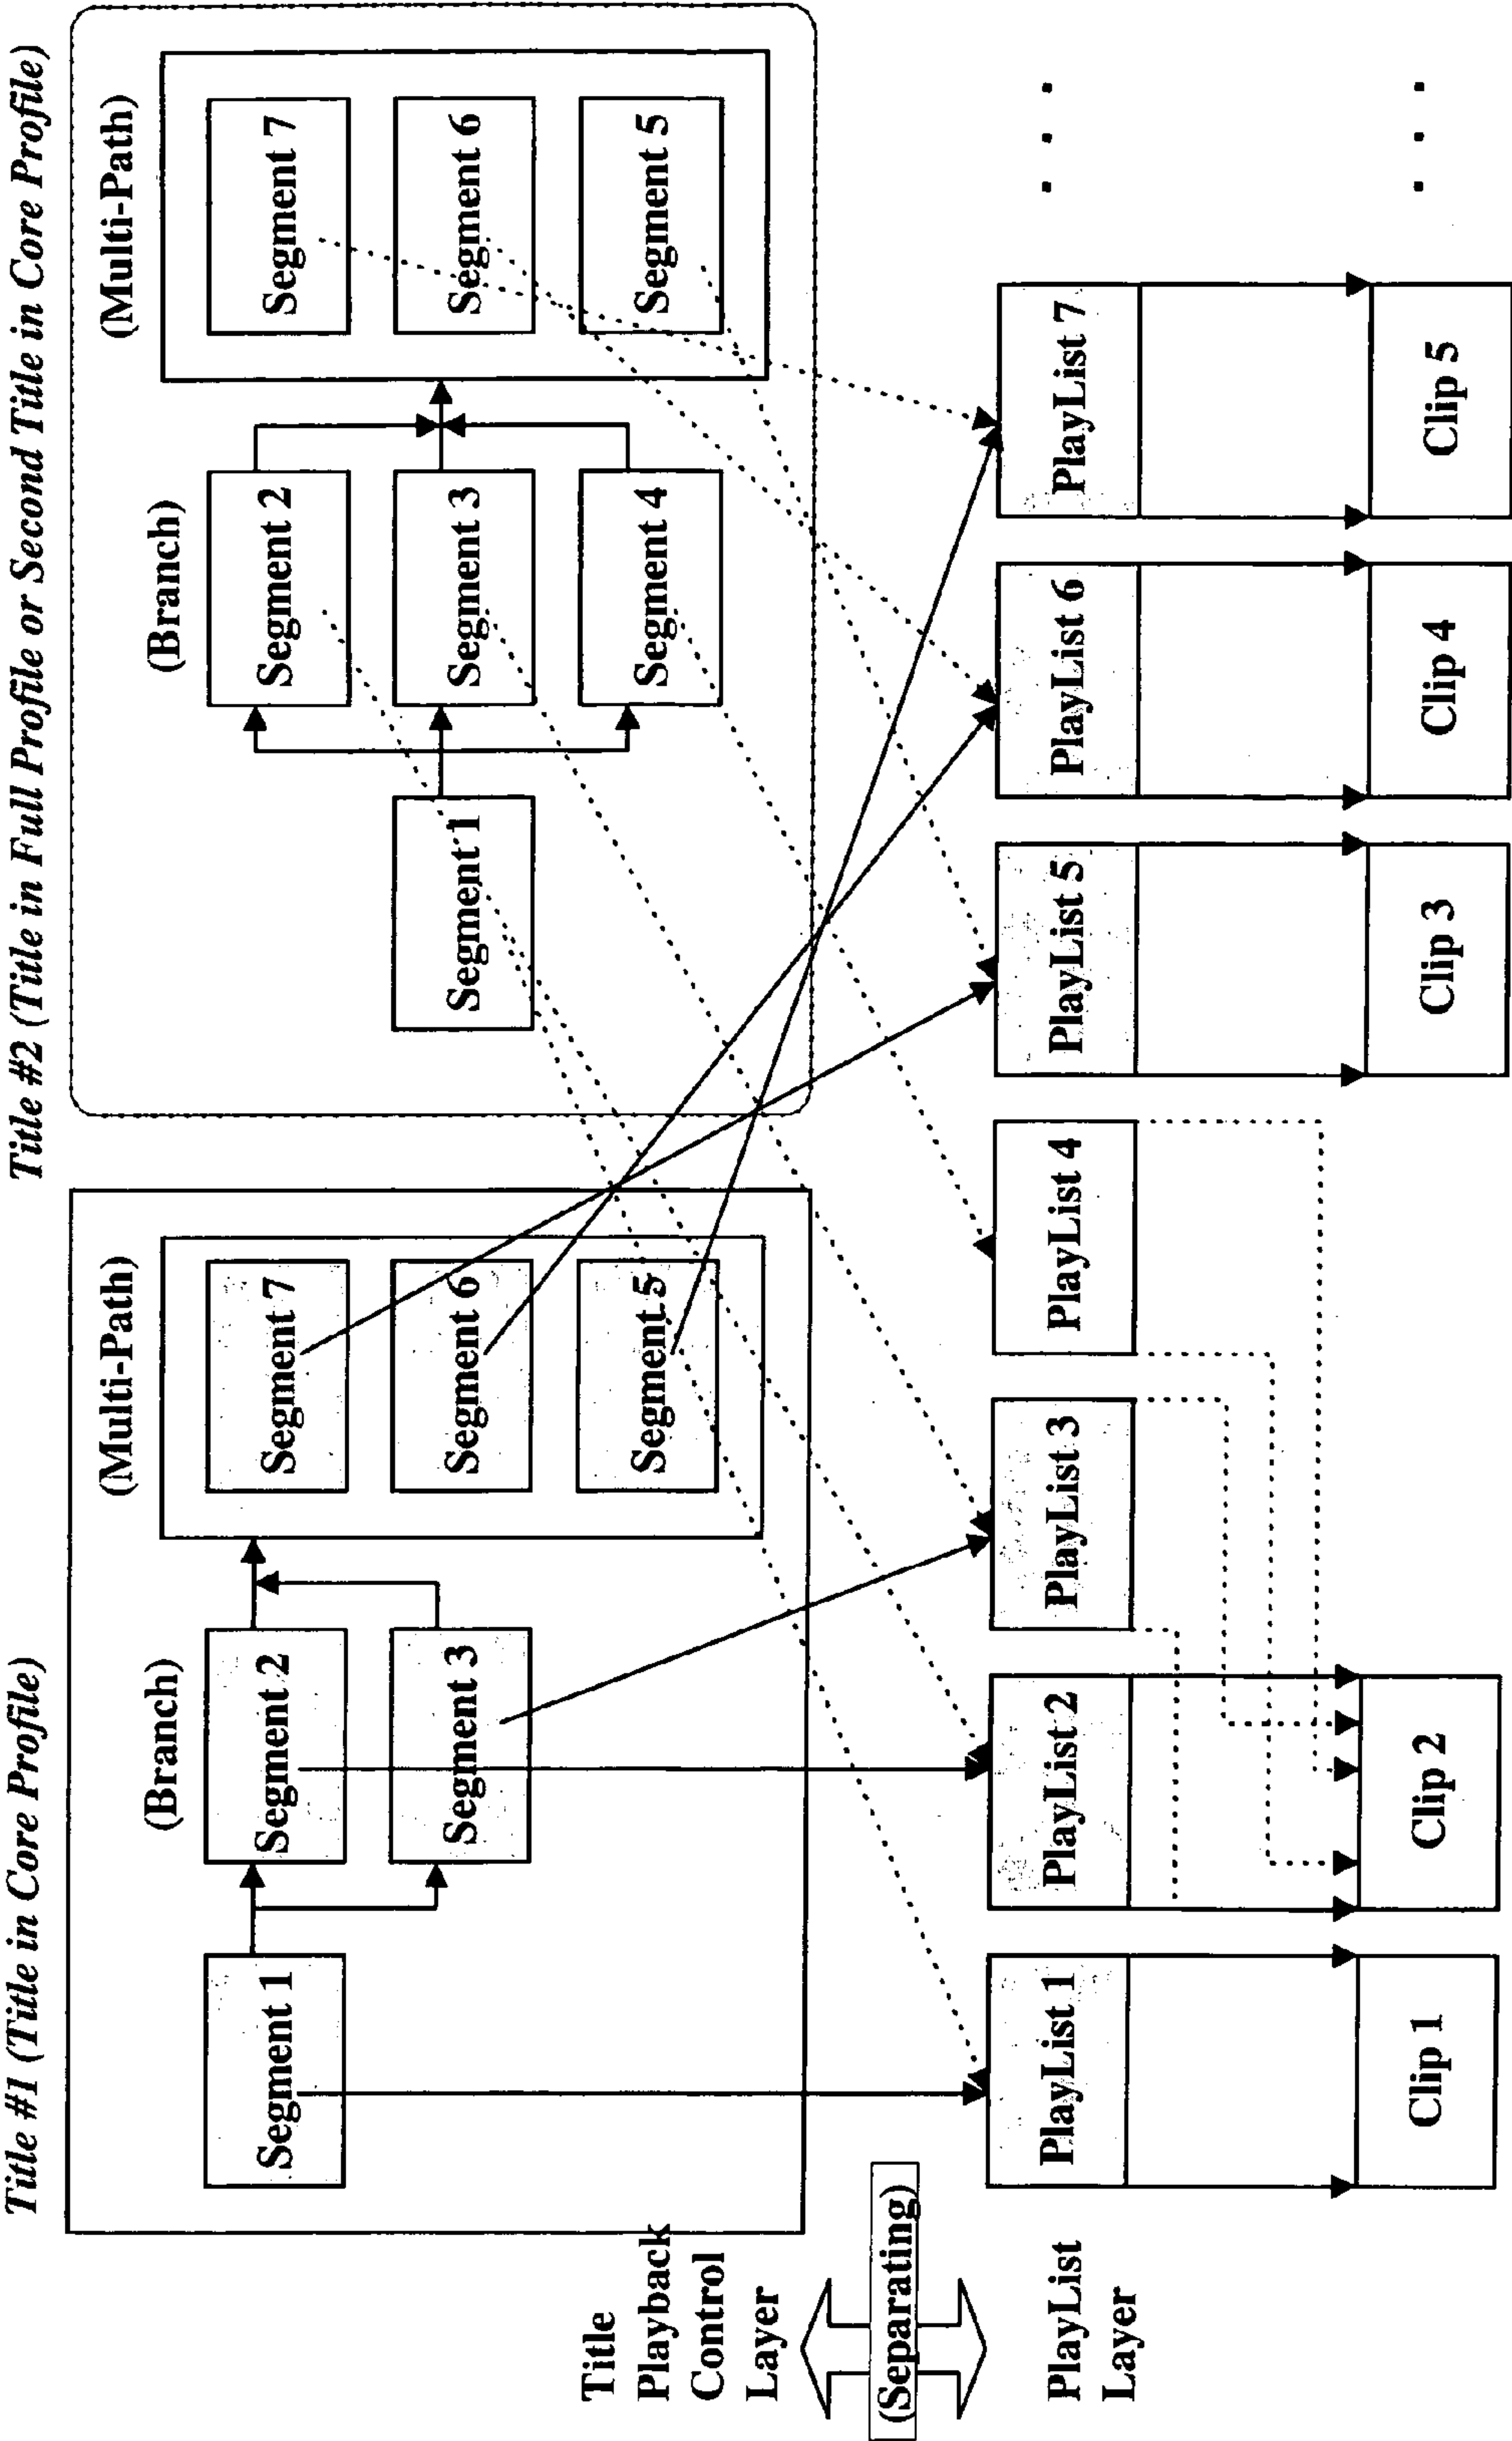 Title #1 (Title in Core Profile)
Title #2 (Title in Full Profile or Second Title in Core Profile)
(Branch)
(Multi-Path)
Segment 1
Segment 2
Segment 3
Segment 7
Segment 6
Segment 5
(Branch)
(Multi-Path)
Segment 1
Segment 2
Segment 3
Segment 4
Segment 7
Segment 6
Segment 5
Title
Playback
Control
Layer
(Separating)
PlayList
Layer
PlayList 1
PlayList 2
PlayList 3
PlayList 4
PlayList 5
PlayList 6
PlayList 7
. . .
Clip 1
Clip 2
Clip 3
Clip 4
Clip 5
. . .